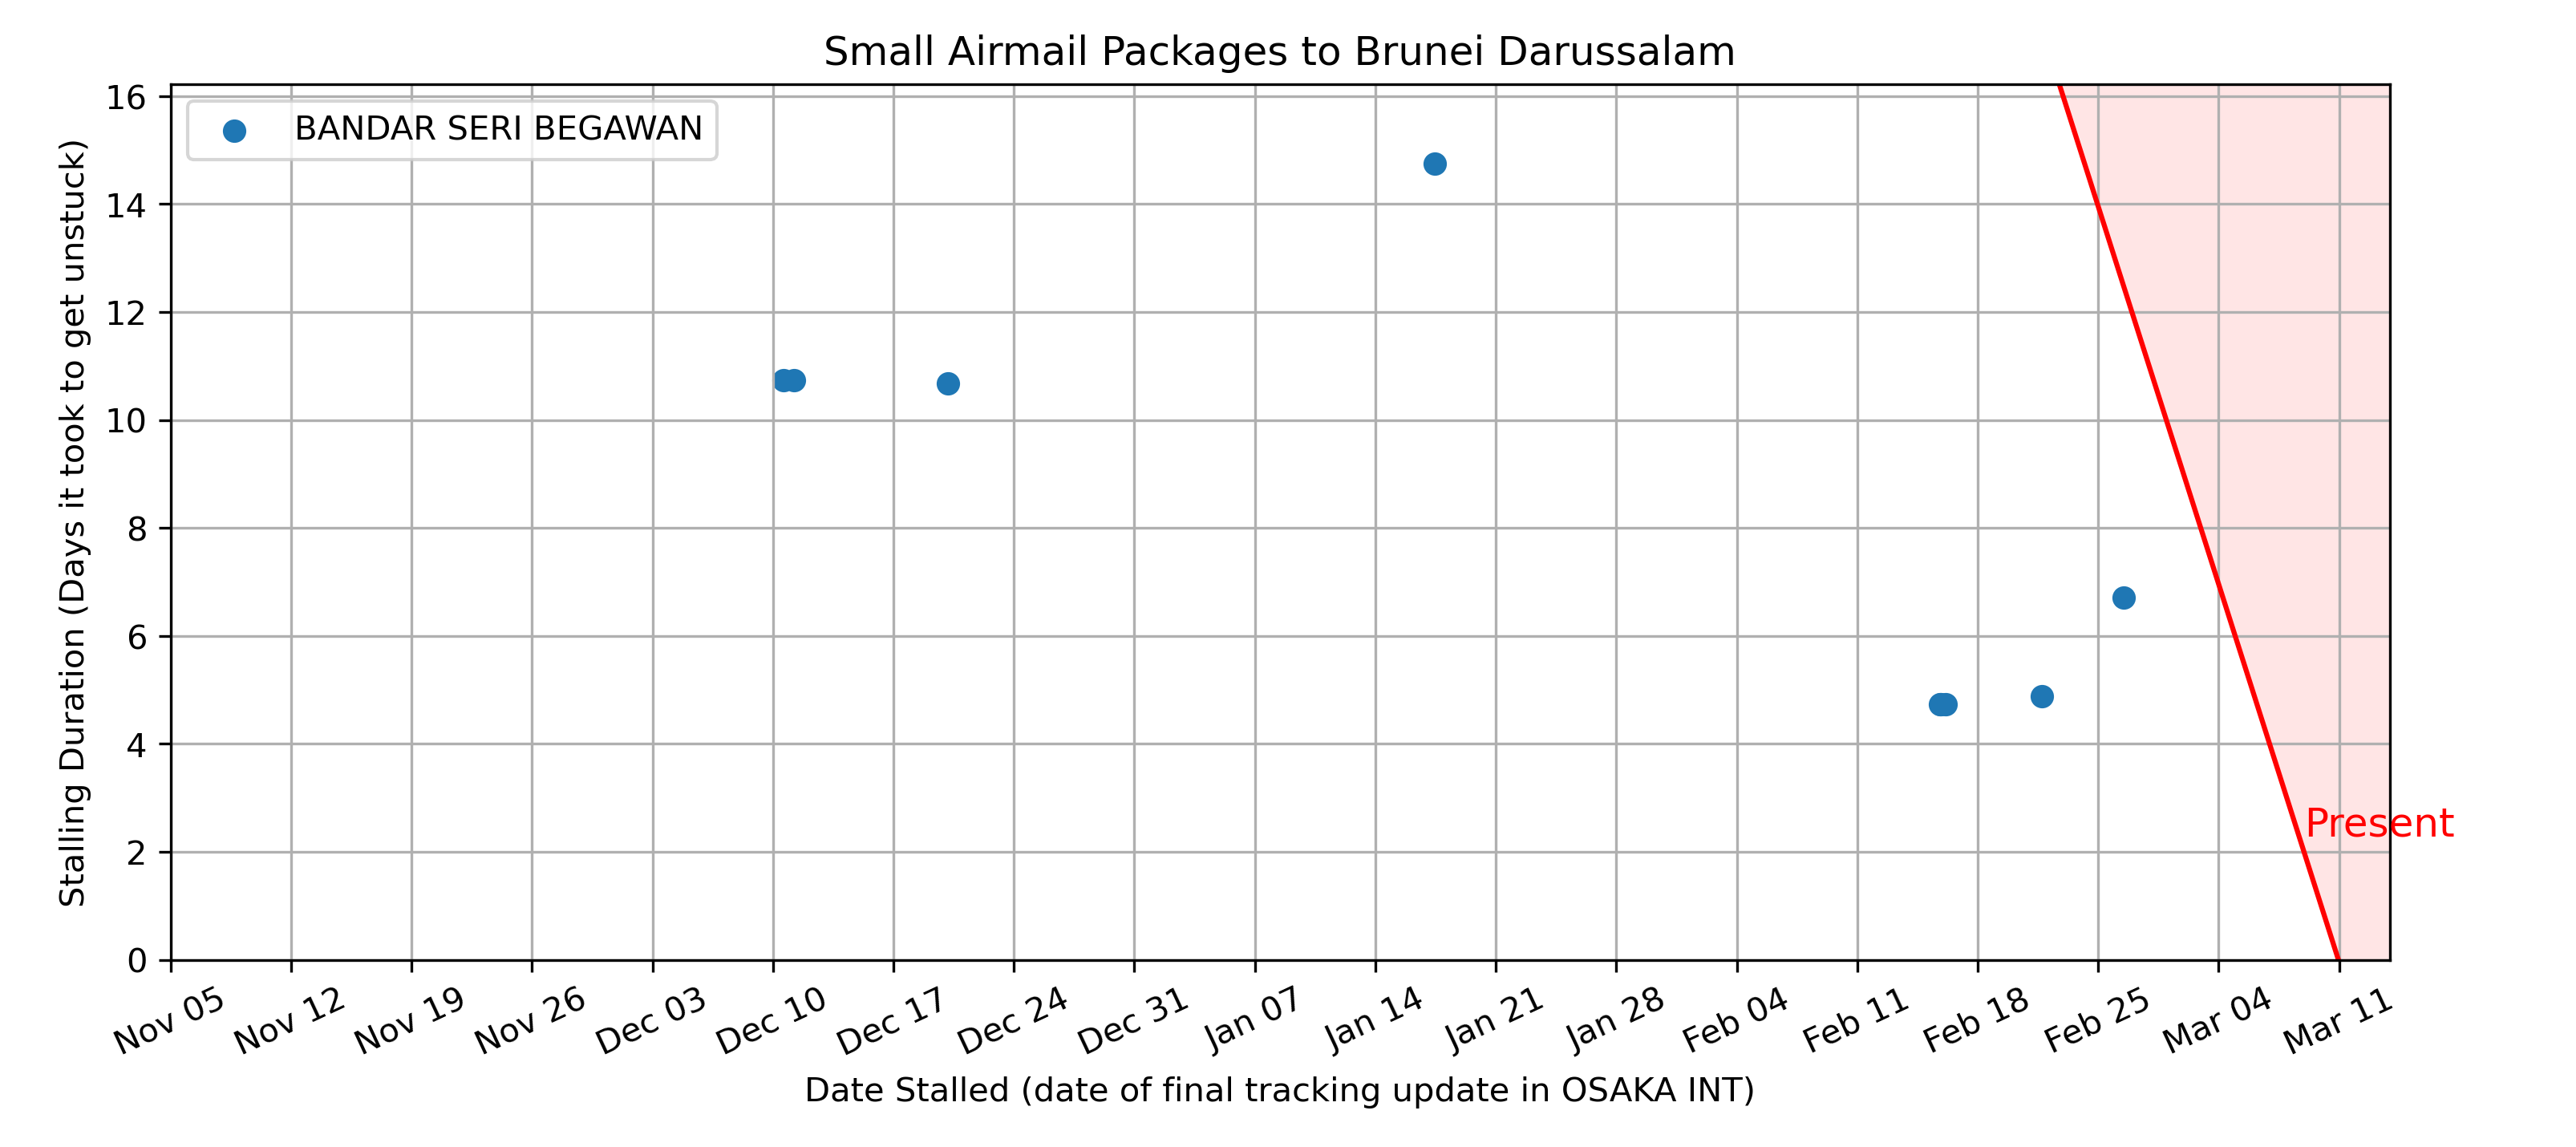 Small Airmail Packages to Brunei Darussalam
BANDAR SERI BEGAWAN
Stalling Duration (Days it took to get unstuck)
16
14
12
10
8
6
4
2
0
Present
Nov 05 Nov 12 Nov 19 Nov 26 Dec 03 Dec 10 Dec 17 Dec 24 Dec 31 Jan 07 Jan 14 Jan 21 Jan 28 Feb 04 Feb 11 Feb 18 Feb 25 Mar 04 Mar 11
Date Stalled (date of final tracking update in OSAKA INT)